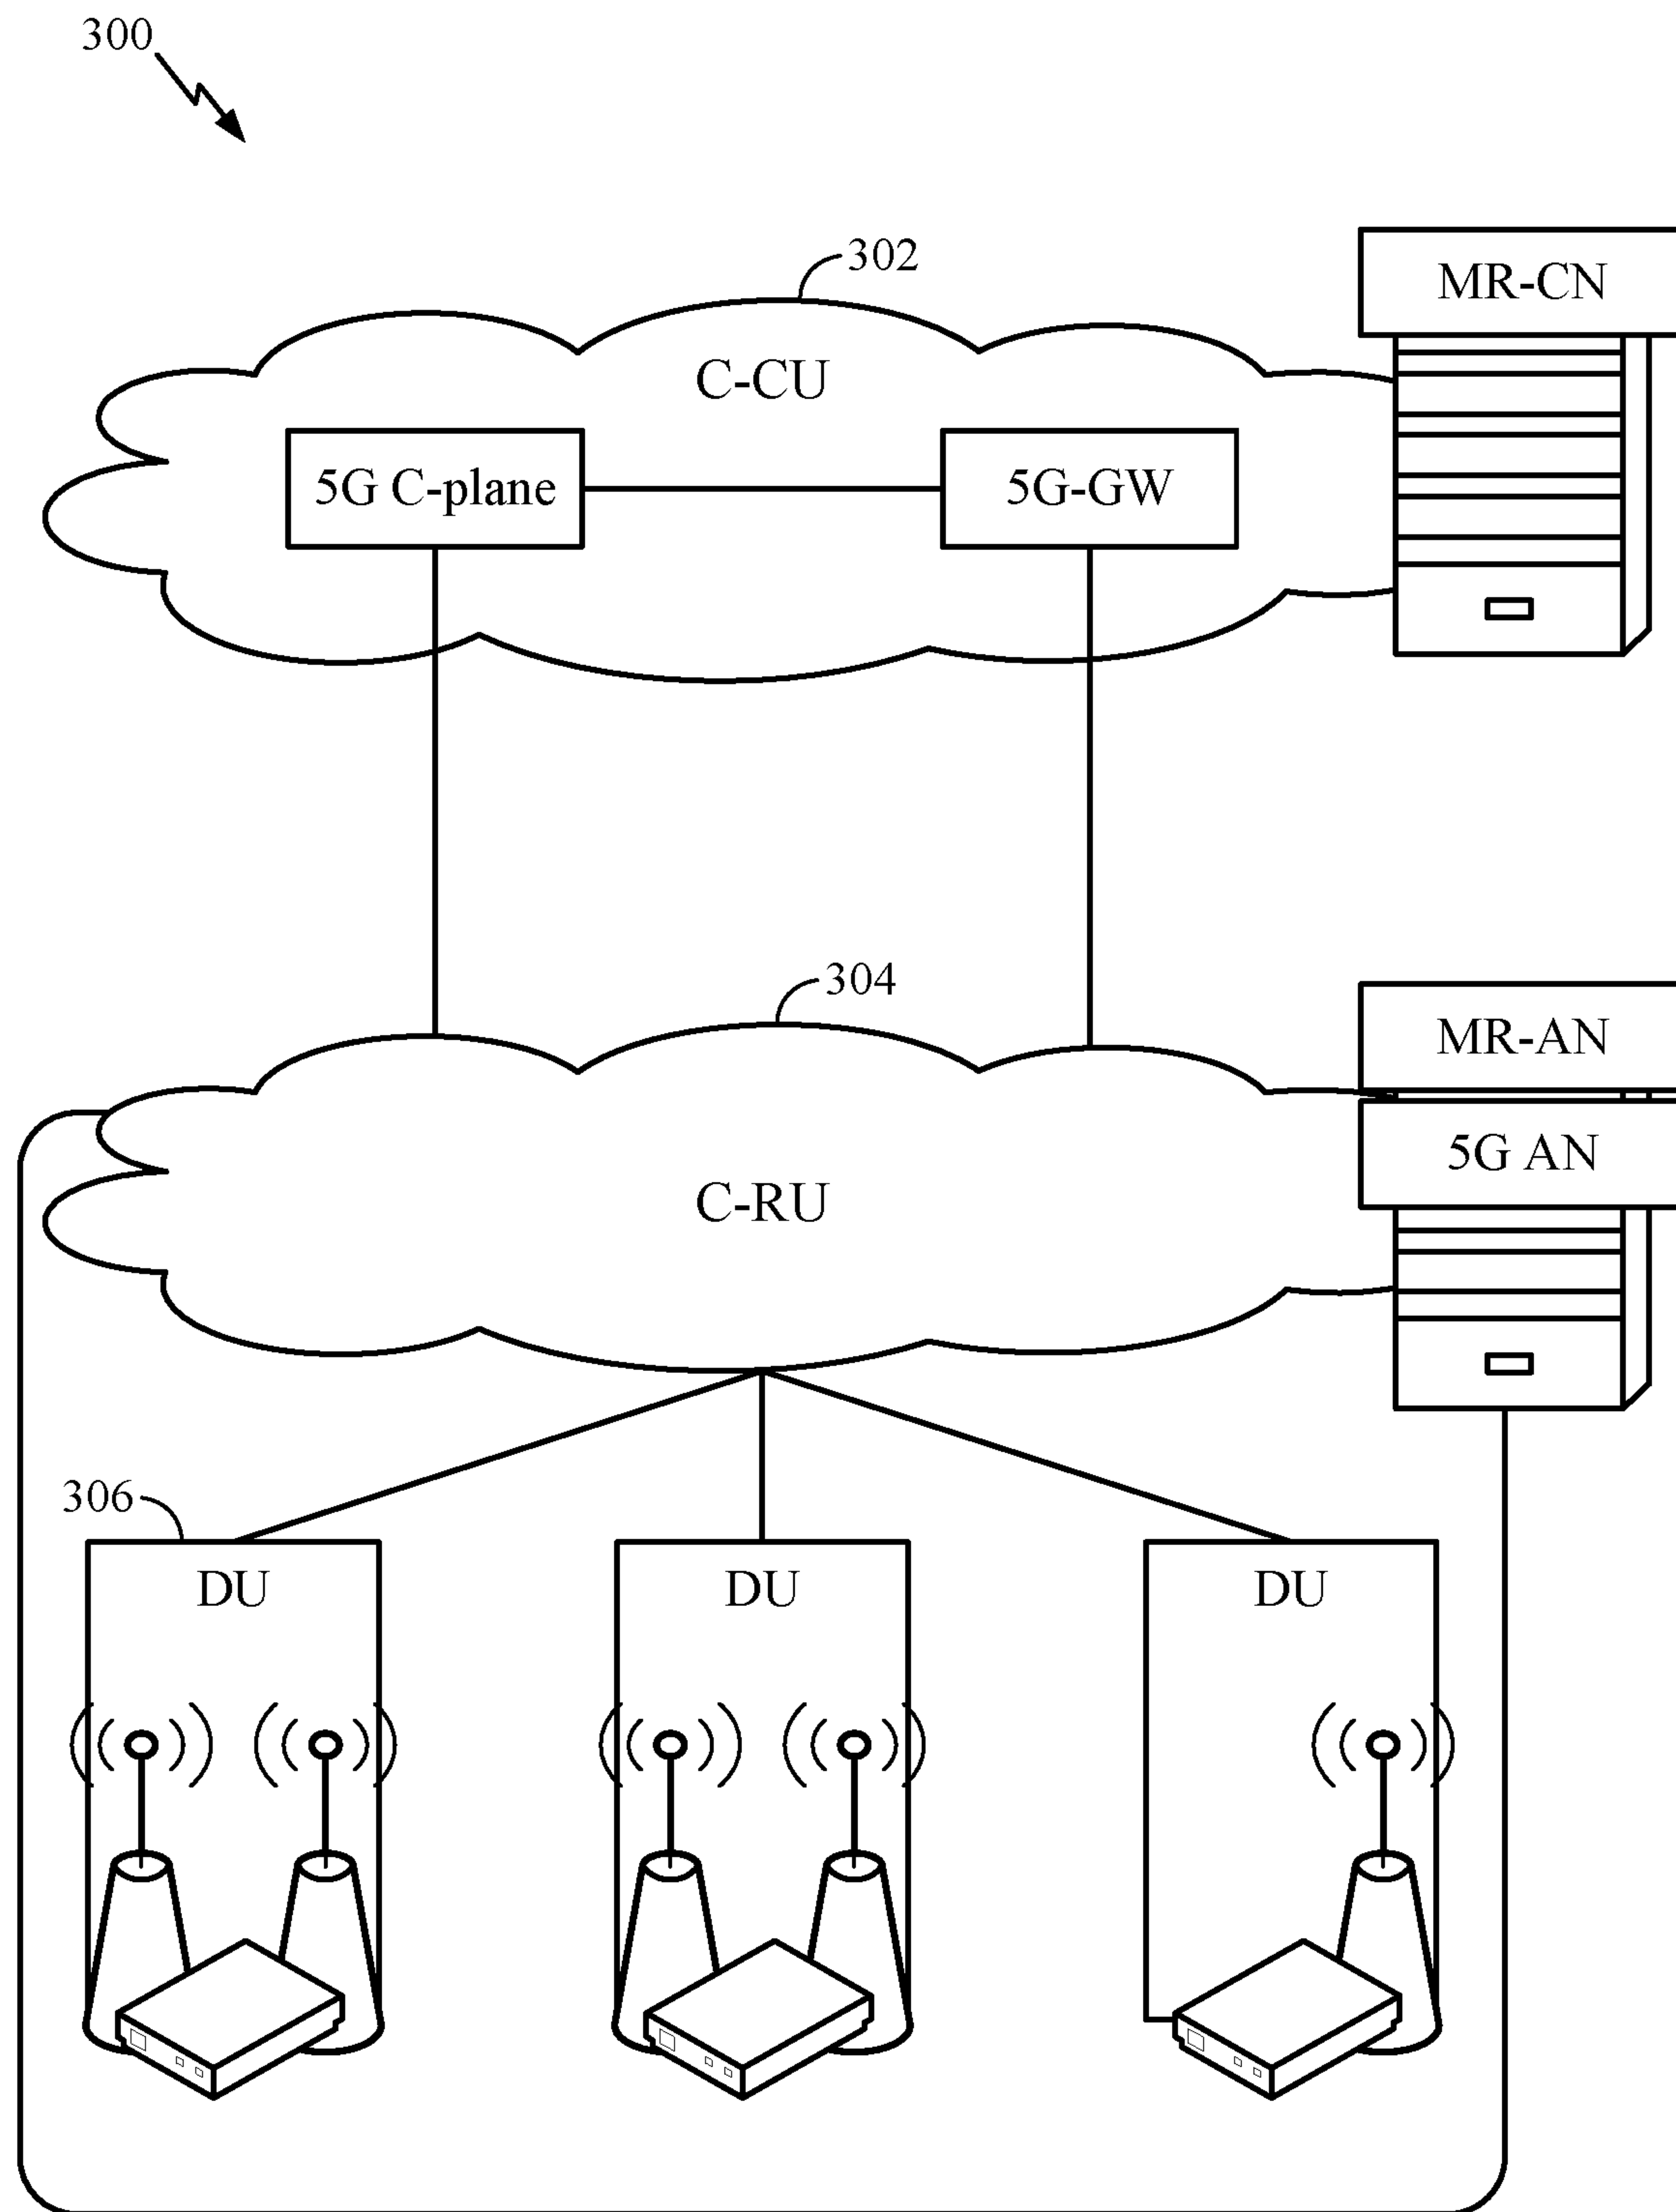 300
302
MR-CN
C-CU
5G C-plane
5G-GW
304
MR-AN
5G AN
C-RU
306
DU
DU
DU